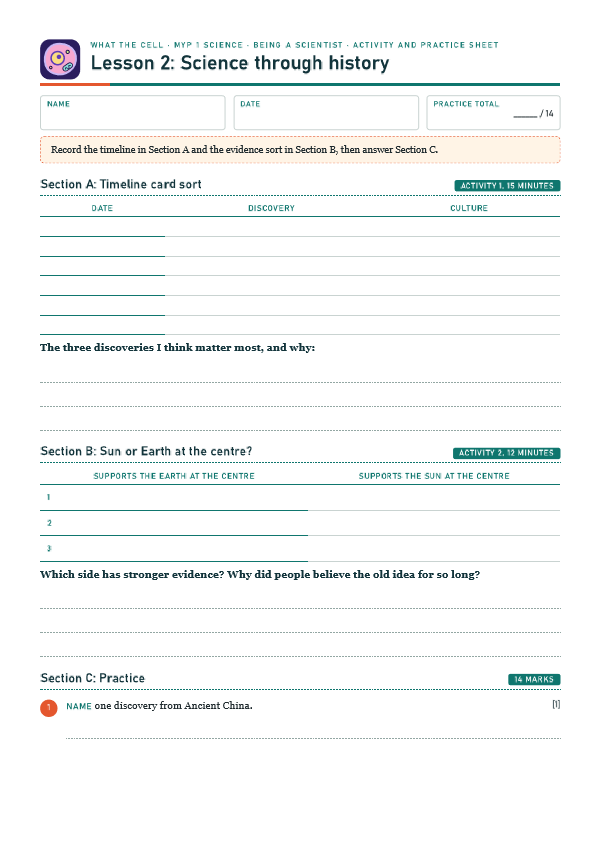 WHAT THE CELL · MYP 1 SCIENCE · BEING A SCIENTIST · ACTIVITY AND PRACTICE SHEET
Lesson 2: Science through history
NAME
DATE
PRACTICE TOTAL
_____ / 14
Record the timeline in Section A and the evidence sort in Section B, then answer Section C.
Section A: Timeline card sort
ACTIVITY 1, 15 MINUTES
DATE DISCOVERY CULTURE
The three discoveries I think matter most, and why:
Section B: Sun or Earth at the centre?
ACTIVITY 2, 12 MINUTES
SUPPORTS THE EARTH AT THE CENTRE SUPPORTS THE SUN AT THE CENTRE
1
2
3
Which side has stronger evidence? Why did people believe the old idea for so long?
Section C: Practice
14 MARKS
1 NAME one discovery from Ancient China. [1]